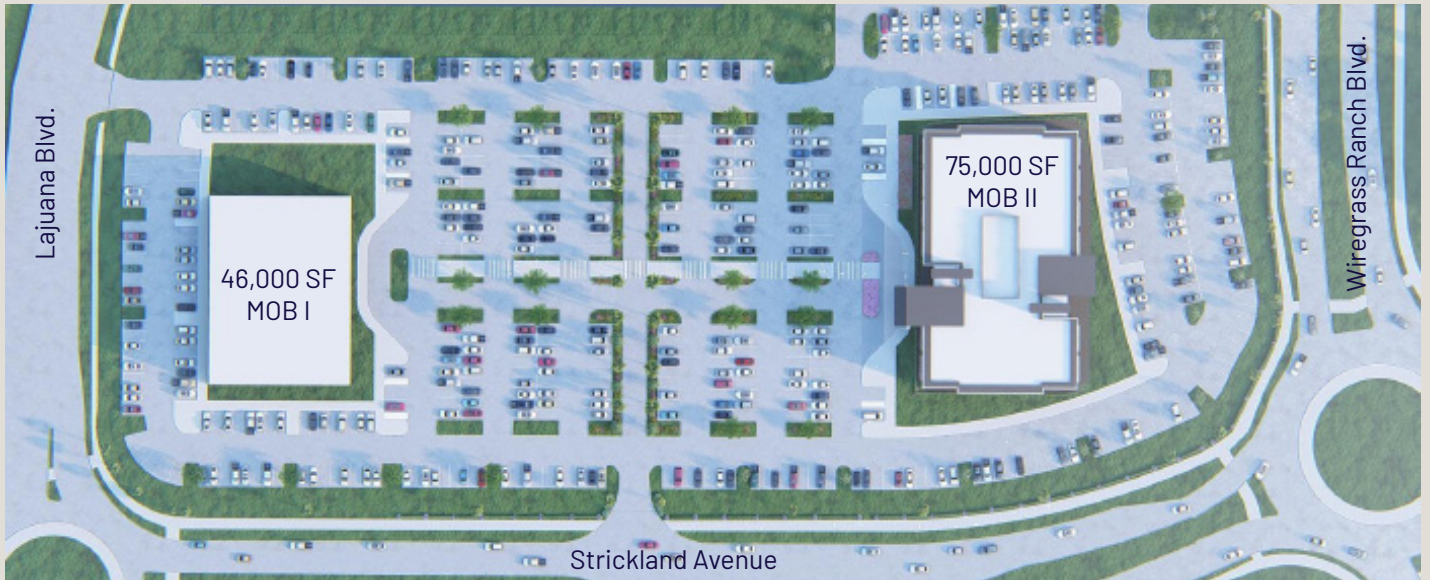 Lajuana Blvd.
46,000 SF
MOB I
75,000 SF
MOB II
Wiregrass Ranch Blvd.
Strickland Avenue